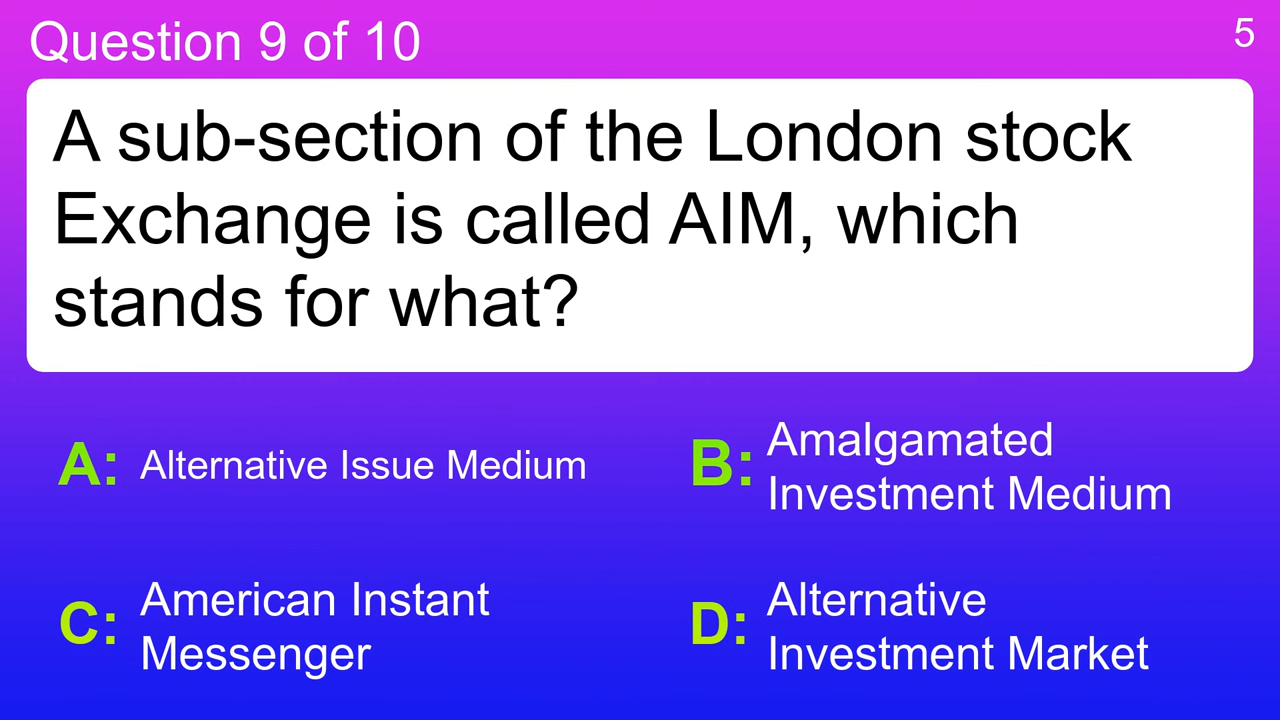 Question 9 of 10
5
A sub-section of the London stock
Exchange is called AIM, which
stands for what?
A: Alternative Issue Medium
B: Amalgamated
Investment Medium
C: American Instant
Messenger
D: Alternative
Investment Market